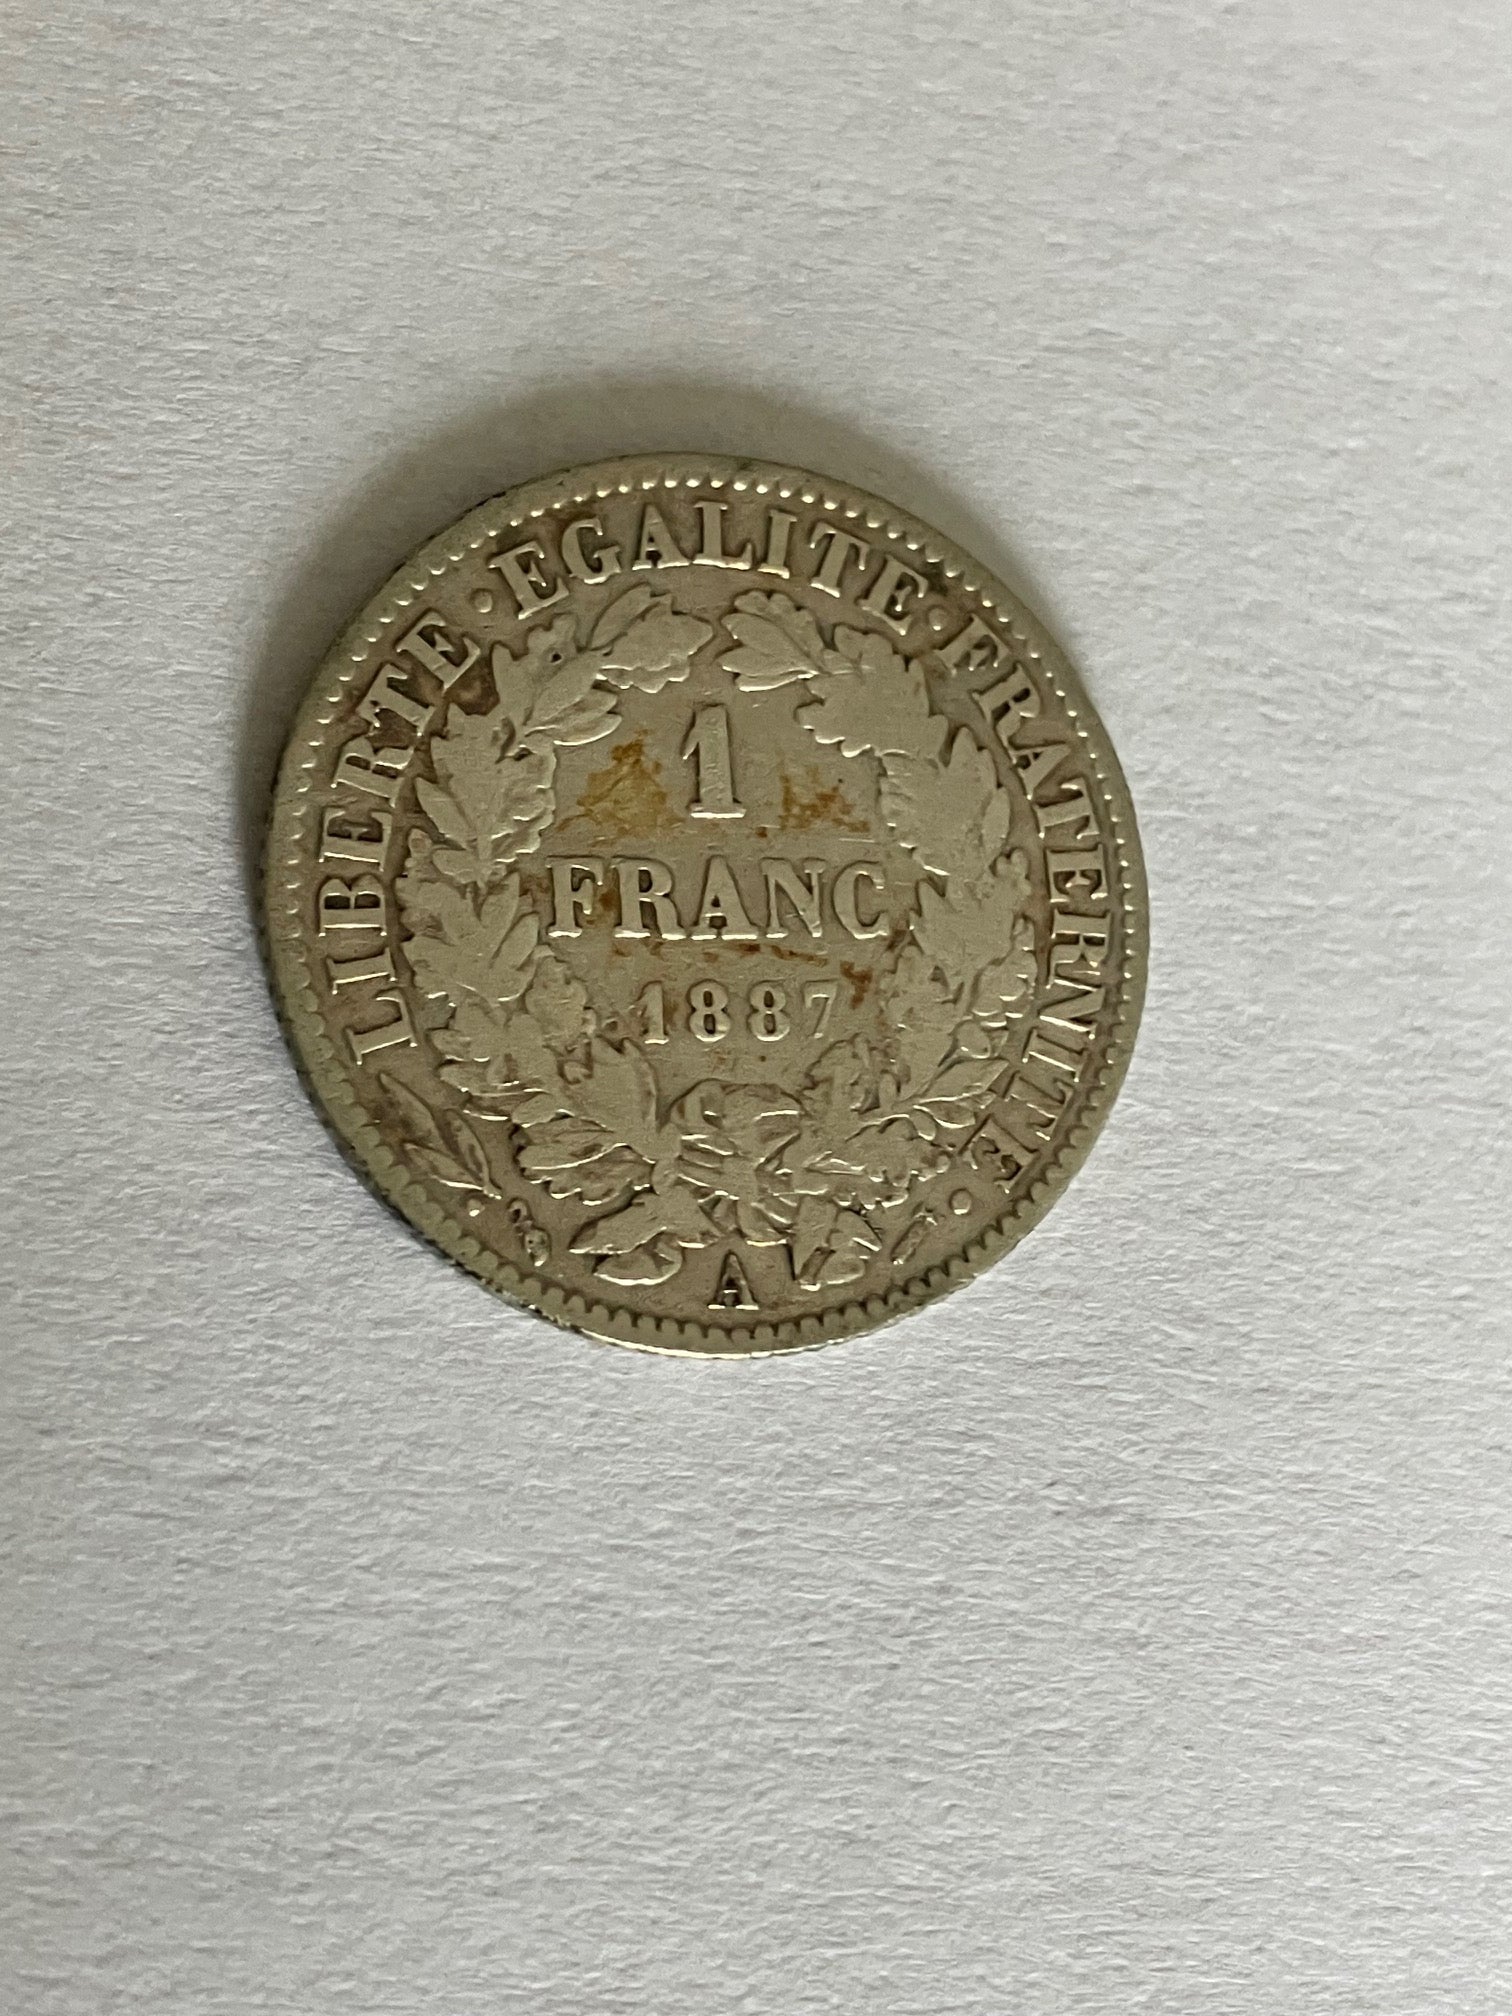 LIBERTE · EGALITE · FRATERNITE ·
1
FRANC
1887
A